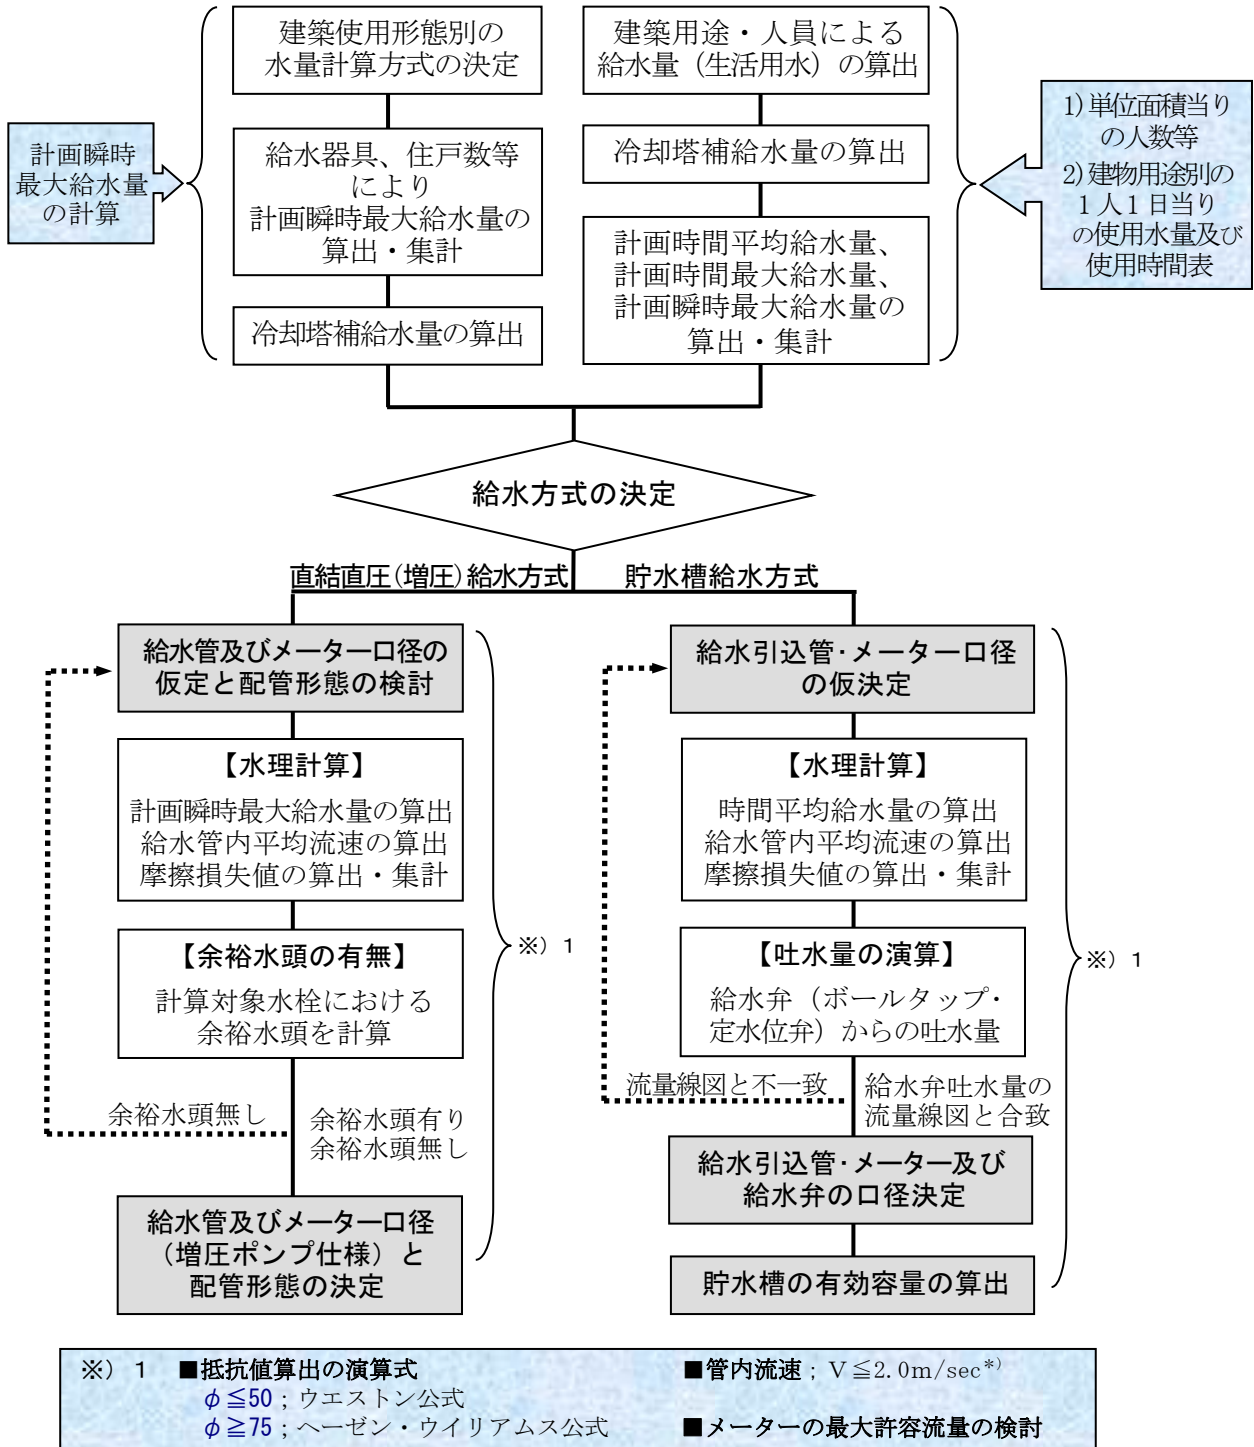 建築使用形態別の
水量計算方式の決定
建築用途・人員による
給水量（生活用水）の算出
計画瞬時
最大給水量
の計算
給水器具、住戸数等
により
計画瞬時最大給水量の
算出・集計
冷却塔補給水量の算出
冷却塔補給水量の算出
計画時間平均給水量、
計画時間最大給水量、
計画瞬時最大給水量の
算出・集計
1)単位面積当り
の人数等
2)建物用途別の
１人１日当り
の使用水量及び
使用時間表
給水方式の決定
直結直圧(増圧)給水方式
貯水槽給水方式
給水管及びメーター口径の
仮定と配管形態の検討
【水理計算】
計画瞬時最大給水量の算出
給水管内平均流速の算出
摩擦損失値の算出・集計
【余裕水頭の有無】
計算対象水栓における
余裕水頭を計算
余裕水頭無し
余裕水頭有り
余裕水頭無し
給水管及びメーター口径
（増圧ポンプ仕様）と
配管形態の決定
※）1
給水引込管・メーター口径
の仮決定
【水理計算】
時間平均給水量の算出
給水管内平均流速の算出
摩擦損失値の算出・集計
【吐水量の演算】
給水弁（ボールタップ・
定水位弁）からの吐水量
流量線図と不一致
給水弁吐水量の
流量線図と合致
給水引込管・メーター及び
給水弁の口径決定
貯水槽の有効容量の算出
※）1
※）1 ■抵抗値算出の演算式
φ≦50；ウエストン公式
φ≧75；ヘーゼン・ウイリアムス公式
■管内流速；V≦2.0m/sec*)
■メーターの最大許容流量の検討